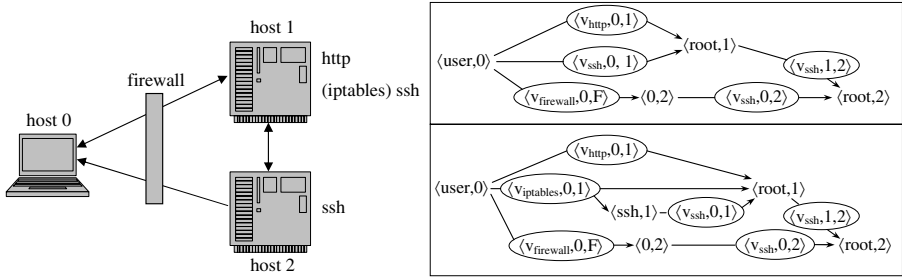 host 1
http
(iptables) ssh
firewall
host 0
ssh
host 2
⟨v_http,0,1⟩
⟨user,0⟩
⟨v_ssh,0, 1⟩
⟨root,1⟩
⟨v_ssh,1,2⟩
⟨v_firewall,0,F⟩
⟨0,2⟩
⟨v_ssh,0,2⟩
⟨root,2⟩
⟨v_http,0,1⟩
⟨user,0⟩
⟨v_iptables,0,1⟩
⟨root,1⟩
⟨ssh,1⟩
⟨v_ssh,0,1⟩
⟨v_ssh,1,2⟩
⟨v_firewall,0,F⟩
⟨0,2⟩
⟨v_ssh,0,2⟩
⟨root,2⟩